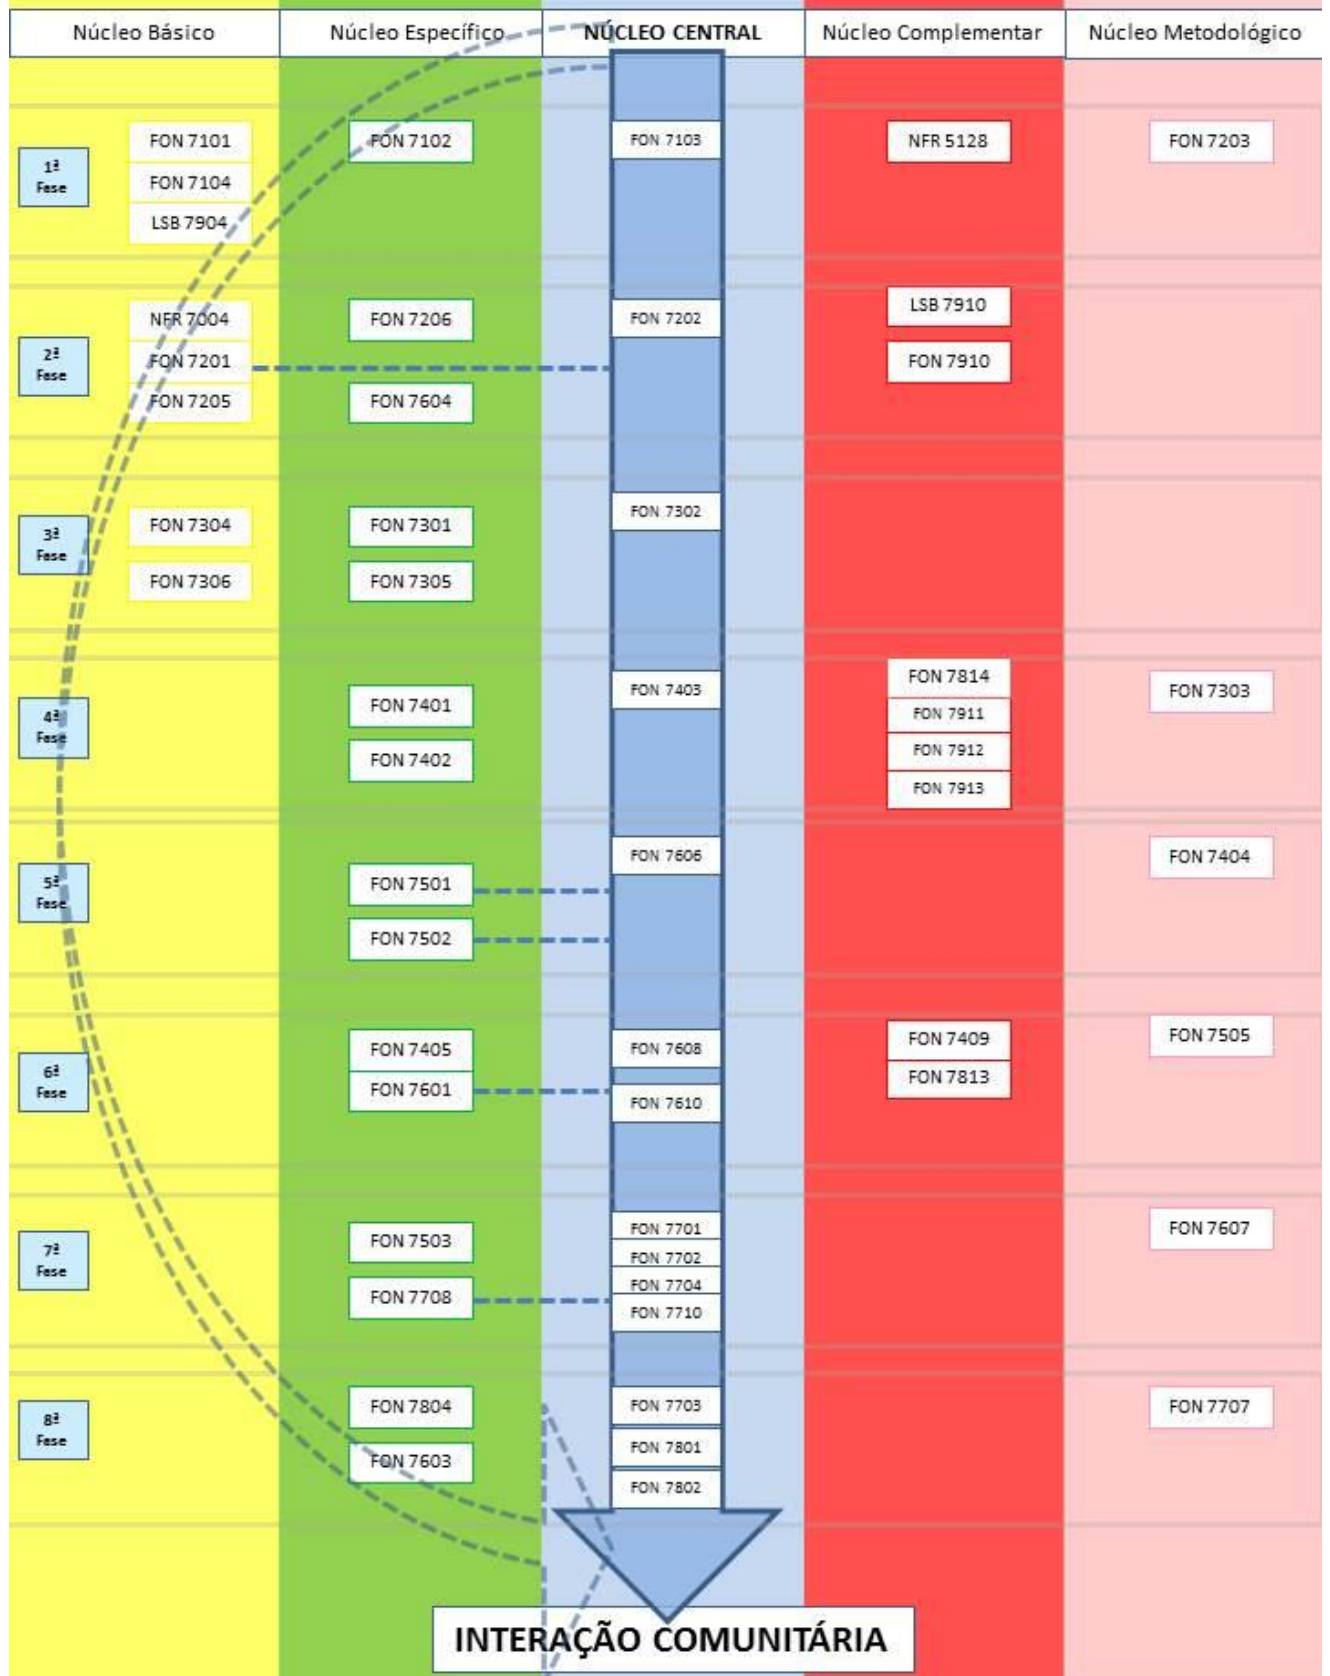 Núcleo Básico
Núcleo Específico
NÚCLEO CENTRAL
Núcleo Complementar
Núcleo Metodológico
1ª
Fase
FON 7101
FON 7104
LSB 7904
FON 7102
FON 7103
NFR 5128
FON 7203
2ª
Fase
NFR 7004
FON 7201
FON 7205
FON 7206
FON 7604
FON 7202
LSB 7910
FON 7910
3ª
Fase
FON 7304
FON 7306
FON 7301
FON 7305
FON 7302
4ª
Fase
FON 7401
FON 7402
FON 7403
FON 7814
FON 7911
FON 7912
FON 7913
FON 7303
5ª
Fase
FON 7501
FON 7502
FON 7606
FON 7404
6ª
Fase
FON 7405
FON 7601
FON 7608
FON 7610
FON 7409
FON 7813
FON 7505
7ª
Fase
FON 7503
FON 7708
FON 7701
FON 7702
FON 7704
FON 7710
FON 7607
8ª
Fase
FON 7804
FON 7603
FON 7703
FON 7801
FON 7802
FON 7707
INTERAÇÃO COMUNITÁRIA